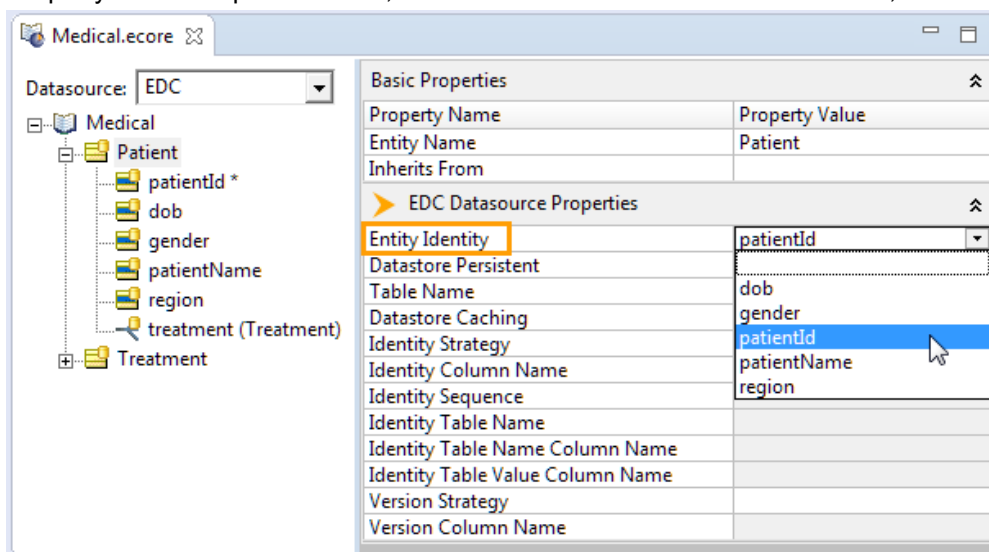 Medical.ecore
Datasource: EDC
Medical
Patient
patientId *
dob
gender
patientName
region
treatment (Treatment)
Treatment
Basic Properties
Property Name Property Value
Entity Name Patient
Inherits From
EDC Datasource Properties
Entity Identity patientId
Datastore Persistent
Table Name
Datastore Caching
Identity Strategy
Identity Column Name
Identity Sequence
Identity Table Name
Identity Table Name Column Name
Identity Table Value Column Name
Version Strategy
Version Column Name
dob
gender
patientId
patientName
region